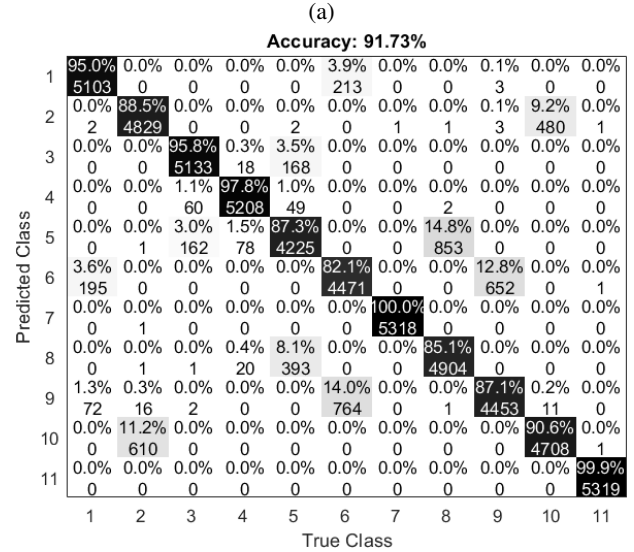 (a)
Accuracy: 91.73%
95.0% 0.0% 0.0% 0.0% 0.0% 3.9% 0.0% 0.0% 0.1% 0.0% 0.0%
1
5103 0 0 0 0 213 0 0 3 0 0
0.0% 88.5% 0.0% 0.0% 0.0% 0.0% 0.0% 0.0% 0.1% 9.2% 0.0%
2
2 4829 0 0 2 0 1 1 3 480 1
0.0% 0.0% 95.8% 0.3% 3.5% 0.0% 0.0% 0.0% 0.0% 0.0% 0.0%
3
0 0 5133 18 168 0 0 0 0 0 0
0.0% 0.0% 1.1% 97.8% 1.0% 0.0% 0.0% 0.0% 0.0% 0.0% 0.0%
4
0 0 60 5208 49 0 0 2 0 0 0
0.0% 0.0% 3.0% 1.5% 87.3% 0.0% 0.0% 14.8% 0.0% 0.0% 0.0%
5
0 1 162 78 4225 0 0 853 0 0 0
3.6% 0.0% 0.0% 0.0% 0.0% 82.1% 0.0% 0.0% 12.8% 0.0% 0.0%
6
195 0 0 0 0 4471 0 0 652 0 1
0.0% 0.0% 0.0% 0.0% 0.0% 0.0% 100.0% 0.0% 0.0% 0.0% 0.0%
7
0 1 0 0 0 0 5318 0 0 0 0
0.0% 0.0% 0.0% 0.4% 8.1% 0.0% 0.0% 85.1% 0.0% 0.0% 0.0%
8
0 1 1 20 393 0 0 4904 0 0 0
1.3% 0.3% 0.0% 0.0% 0.0% 14.0% 0.0% 0.0% 87.1% 0.2% 0.0%
9
72 16 2 0 0 764 0 1 4453 11 0
0.0% 11.2% 0.0% 0.0% 0.0% 0.0% 0.0% 0.0% 0.0% 90.6% 0.0%
10
0 610 0 0 0 0 0 0 0 4708 1
0.0% 0.0% 0.0% 0.0% 0.0% 0.0% 0.0% 0.0% 0.0% 0.0% 99.9%
11
0 0 0 0 0 0 0 0 0 0 5319
1 2 3 4 5 6 7 8 9 10 11
True Class
Predicted Class